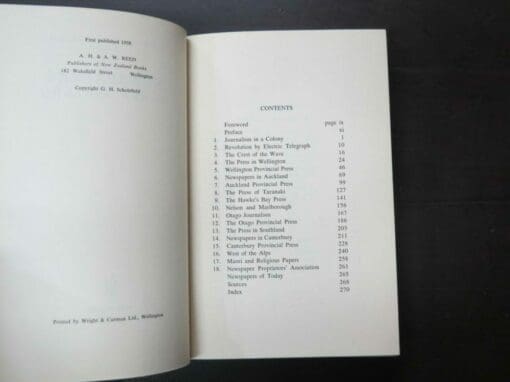 First published 1958
A. H. & A. W. REED
Publishers of New Zealand Books
182 Wakefield Street Wellington
Copyright G. H. Scholefield
Printed by Wright & Carman Ltd., Wellington
CONTENTS
Foreword page ix
Preface xi
1. Journalism in a Colony 1
2. Revolution by Electric Telegraph 10
3. The Crest of the Wave 16
4. The Press in Wellington 24
5. Wellington Provincial Press 46
6. Newspapers in Auckland 69
7. Auckland Provincial Press 99
8. The Press of Taranaki 127
9. The Hawke's Bay Press 141
10. Nelson and Marlborough 156
11. Otago Journalism 167
12. The Otago Provincial Press 186
13. The Press in Southland 203
14. Newspapers in Canterbury 211
15. Canterbury Provincial Press 228
16. West of the Alps 240
17. Maori and Religious Papers 258
18. Newspaper Proprietors' Association 261
Newspapers of Today 265
Sources 268
Index 270